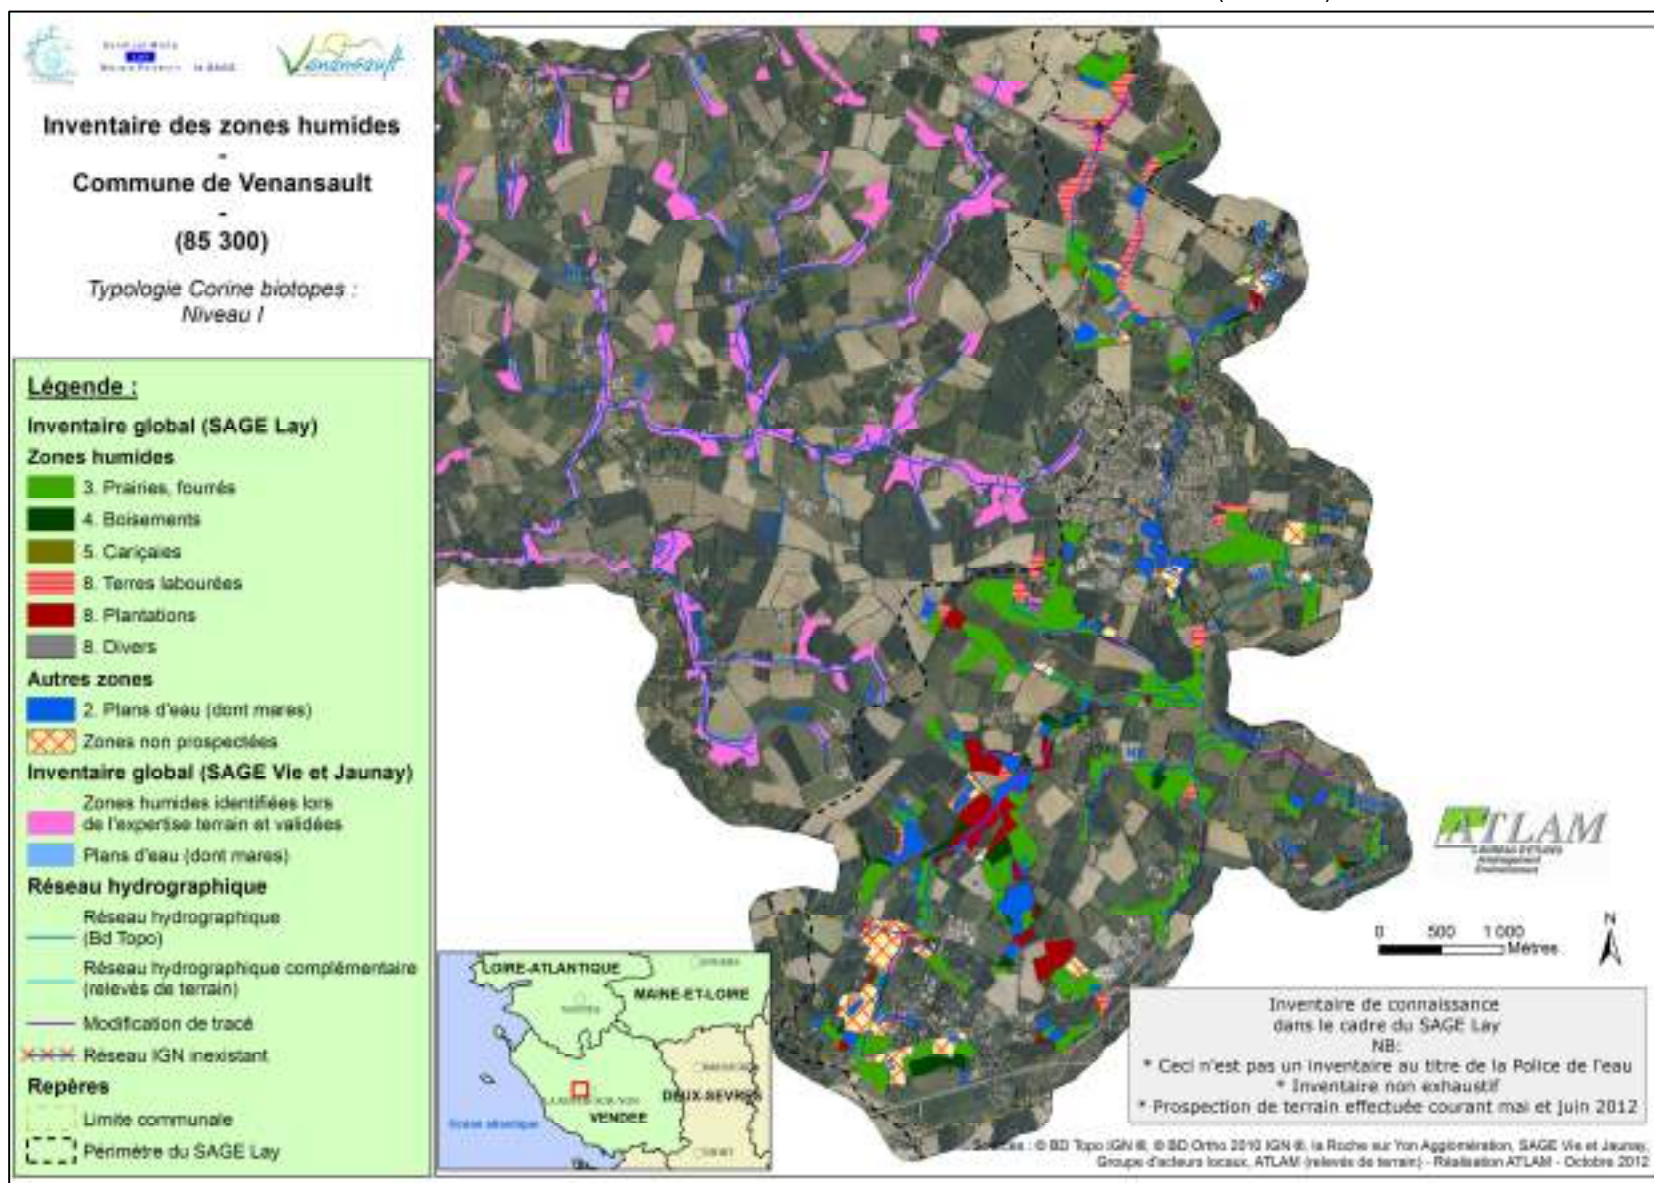 Venansault
Inventaire des zones humides
-
Commune de Venansault
-
(85 300)
Typologie Corine biotopes :
Niveau I
Légende :
Inventaire global (SAGE Lay)
Zones humides
3. Prairies, fourrés
4. Boisements
5. Cariçaies
8. Terres labourées
8. Plantations
8. Divers
Autres zones
2. Plans d'eau (dont mares)
Zones non prospectées
Inventaire global (SAGE Vie et Jaunay)
Zones humides identifiées lors
de l'expertise terrain et validées
Plans d'eau (dont mares)
Réseau hydrographique
Réseau hydrographique
(Bd Topo)
Réseau hydrographique complémentaire
(relevés de terrain)
Modification de tracé
Réseau IGN inexistant
Repères
Limite communale
Périmètre du SAGE Lay
LOIRE-ATLANTIQUE
MAINE-ET-LOIRE
DEUX-SEVRES
VENDEE
Océan atlantique
ATLAM
0 500 1 000
Mètres
N
Inventaire de connaissance
dans le cadre du SAGE Lay
NB:
* Ceci n'est pas un inventaire au titre de la Police de l'eau
* Inventaire non exhaustif
* Prospection de terrain effectuée courant mai et juin 2012
Sources : © BD Topo IGN ®, © BD Ortho 2010 IGN ®, la Roche sur Yon Agglomération, SAGE Vie et Jaunay,
Groupe d'acteurs locaux, ATLAM (relevés de terrain) - Réalisation ATLAM - Octobre 2012